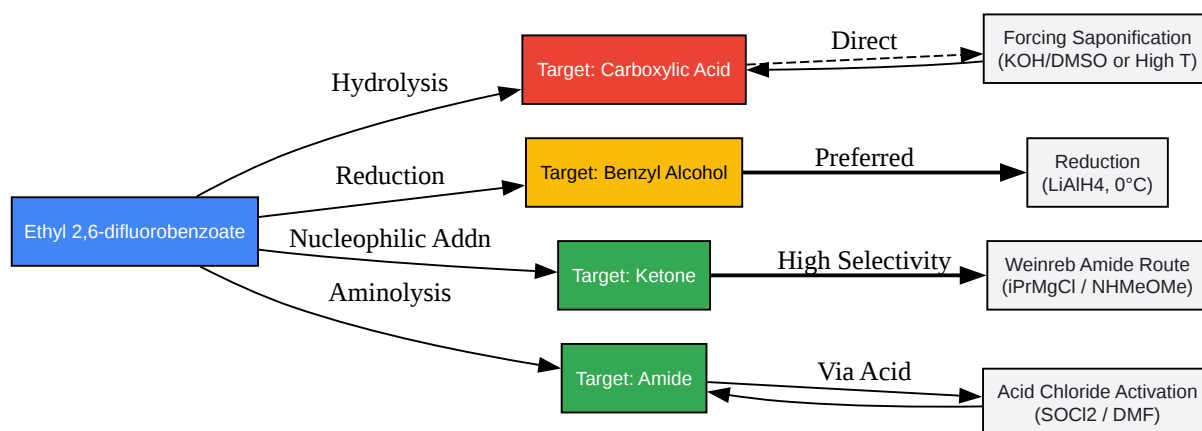 Direct
Forcing Saponification
(KOH/DMSO or High T)
Target: Carboxylic Acid
Hydrolysis
Preferred
Reduction
(LiAlH4, 0°C)
Target: Benzyl Alcohol
Reduction
Ethyl 2,6-difluorobenzoate
Nucleophilic Addn
Target: Ketone
High Selectivity
Weinreb Amide Route
(iPrMgCl / NHMeOMe)
Aminolysis
Target: Amide
Via Acid
Acid Chloride Activation
(SOCl2 / DMF)